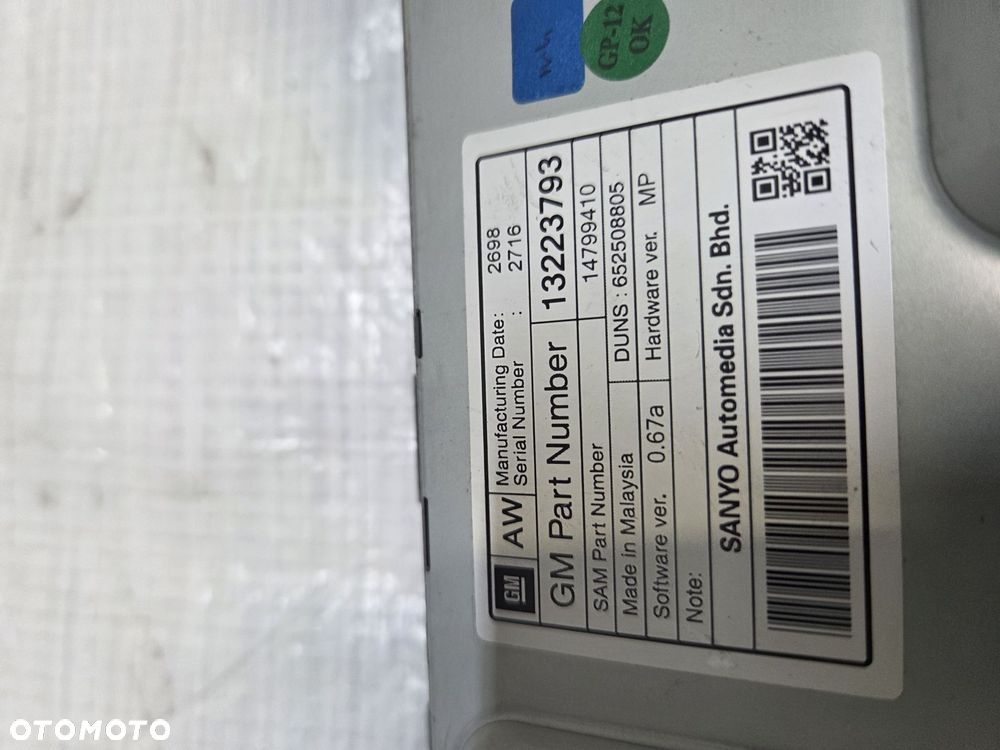 GP-12
OK
GM AW Manufacturing Date: 2698
Serial Number : 2716
GM Part Number 13223793
SAM Part Number 14799410
Made in Malaysia DUNS : 652508805
Software ver. 0.67a Hardware ver. MP
Note:
SANYO Automedia Sdn. Bhd.
OTOMOTO